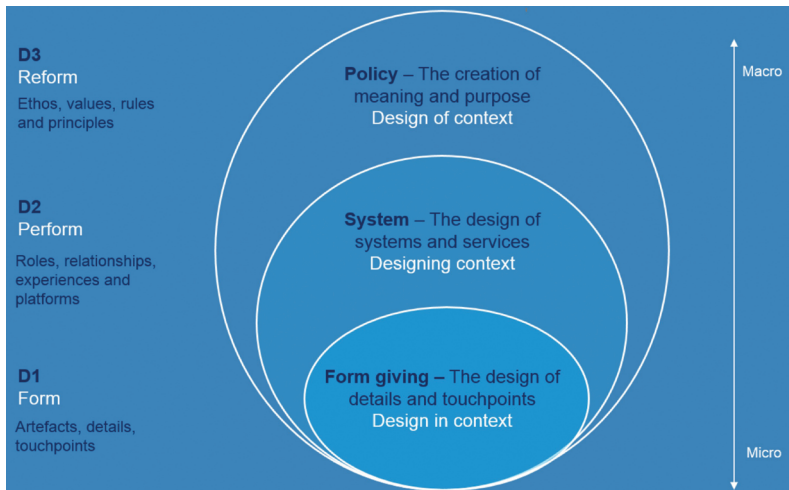 D3
Reform
Ethos, values, rules
and principles
Policy – The creation of
meaning and purpose
Design of context
Macro
D2
Perform
Roles, relationships,
experiences and
platforms
System – The design of
systems and services
Designing context
D1
Form
Artefacts, details,
touchpoints
Form giving – The design of
details and touchpoints
Design in context
Micro